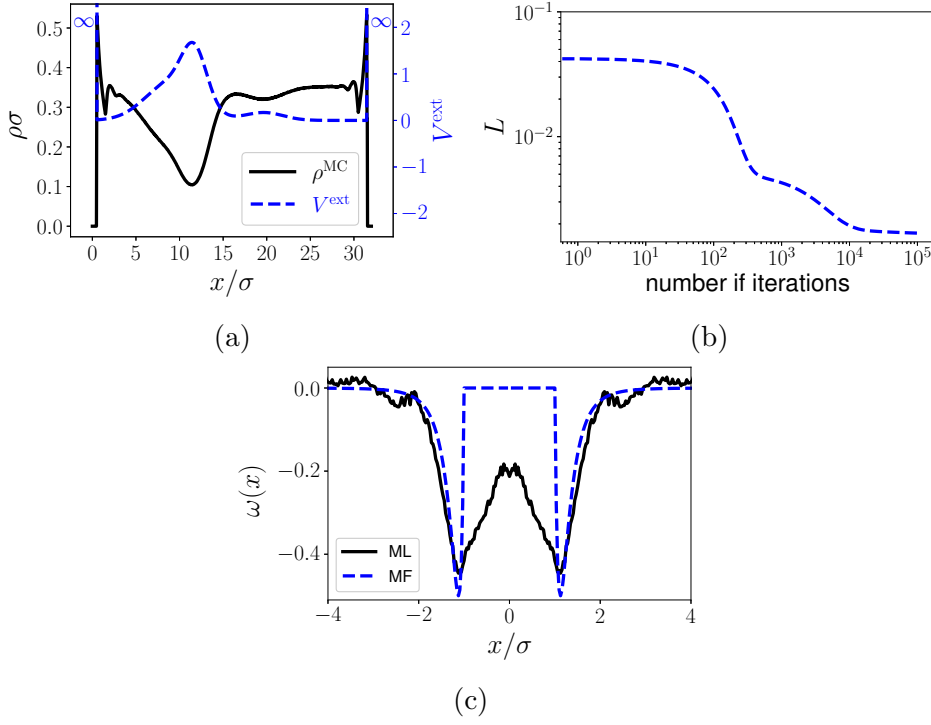 ∞ ∞
0.5
0.4
0.3
0.2
0.1
0.0
ρσ
2
1
0
−1
−2
V^ext
ρ^MC
V^ext
0 5 10 15 20 25 30
x/σ
(a)
10^−1
10^−2
L
10^0 10^1 10^2 10^3 10^4 10^5
number if iterations
(b)
0.0
−0.2
−0.4
ω(x)
ML
MF
−4 −2 0 2 4
x/σ
(c)